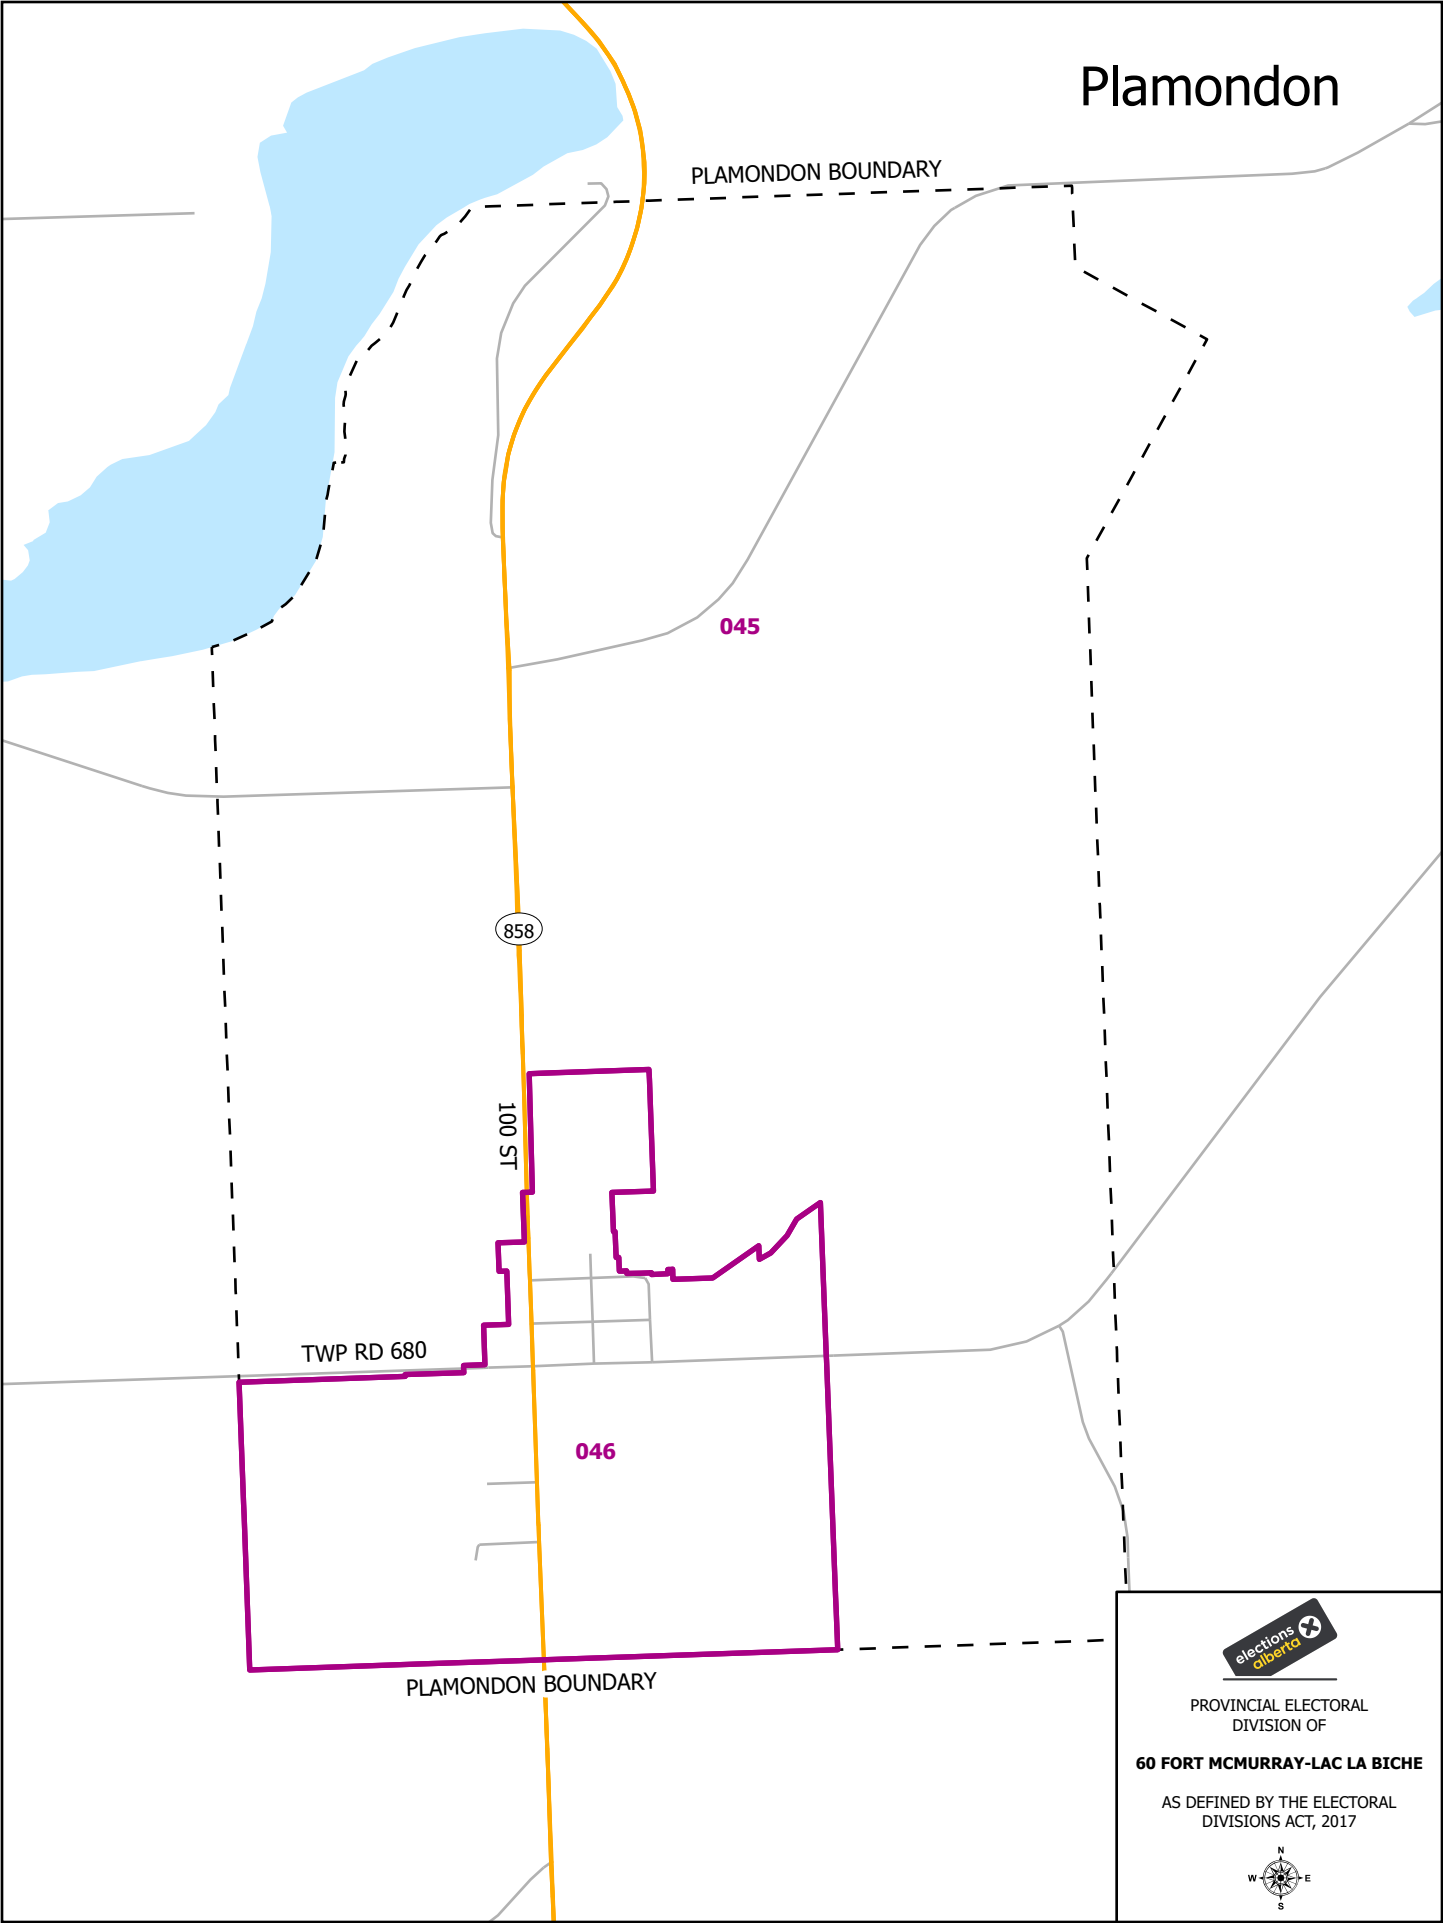 Plamondon
PLAMONDON BOUNDARY
045
858
100 ST
TWP RD 680
046
PLAMONDON BOUNDARY
elections
alberta
PROVINCIAL ELECTORAL
DIVISION OF
60 FORT MCMURRAY-LAC LA BICHE
AS DEFINED BY THE ELECTORAL
DIVISIONS ACT, 2017
N
W E
S